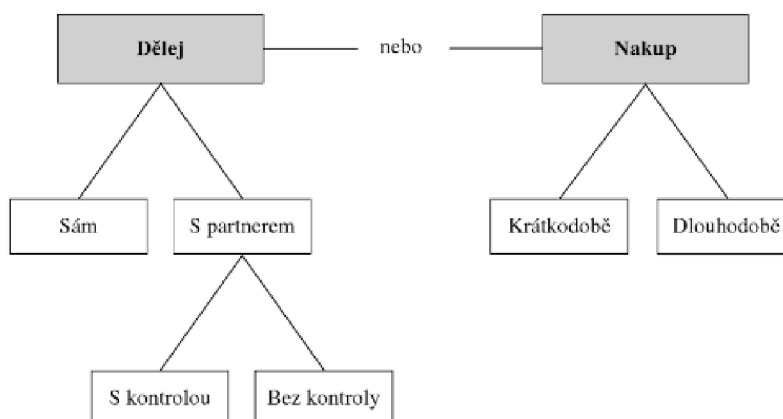 Dělej
nebo
Nakup
Sám
S partnerem
Krátkodobě
Dlouhodobě
S kontrolou
Bez kontroly